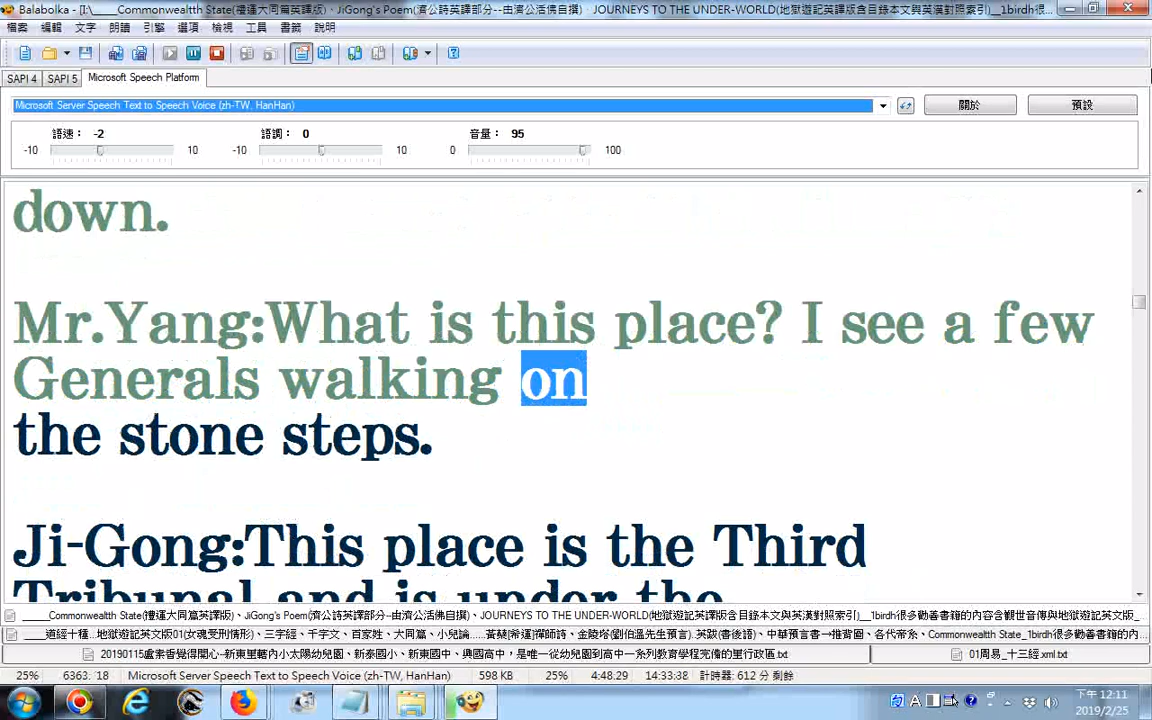 Balabolka - [I:\_____Commonwealth State(禮運大同篇英譯版)、JiGong's Poem(濟公詩英譯部分--由濟公活佛自撰)、JOURNEYS TO THE UNDER-WORLD(地獄遊記英譯版含目錄本文與英漢對照索引)__1birdh很...
檔案 編輯 文字 朗讀 引擎 選項 檢視 工具 書籤 說明
SAPI 4 SAPI 5 Microsoft Speech Platform
Microsoft Server Speech Text to Speech Voice (zh-TW, HanHan) 關於 預設
語速： -2 語調： 0 音量： 95
-10 10 -10 10 0 100
down.
Mr.Yang:What is this place? I see a few
Generals walking on
the stone steps.
Ji-Gong:This place is the Third
Tribunal and is under the
_____Commonwealth State(禮運大同篇英譯版)、JiGong's Poem(濟公詩英譯部分--由濟公活佛自撰)、JOURNEYS TO THE UNDER-WORLD(地獄遊記英譯版含目錄本文與英漢對照索引)__1birdh很多勸善書籍的內容含觀世音傳與地獄遊記英文版_
____道經十種...地獄遊記英文版01(女魂受刑情形)、三字經、千字文、百家姓、大同篇、小兒論......黃蘗[希運]禪師詩、金陵塔(劉伯溫先生預言).英跋(書後語)、中華預言書--推背圖、各代帝系、Commonwealth State_1birdh很多勸善書籍的內...
20190115盧素香覺得開心--新東里轄內小太陽幼兒園、新泰國小、新東國中、興國高中，是唯一從幼兒園到高中一系列教育學程完備的里行政區.txt 01周易_十三經.xml.txt
25% 6363: 18 Microsoft Server Speech Text to Speech Voice (zh-TW, HanHan) 598 KB 25% 4:48.29 14:33:38 計時器: 612 分 剩餘
下午 12:11
2019/2/25